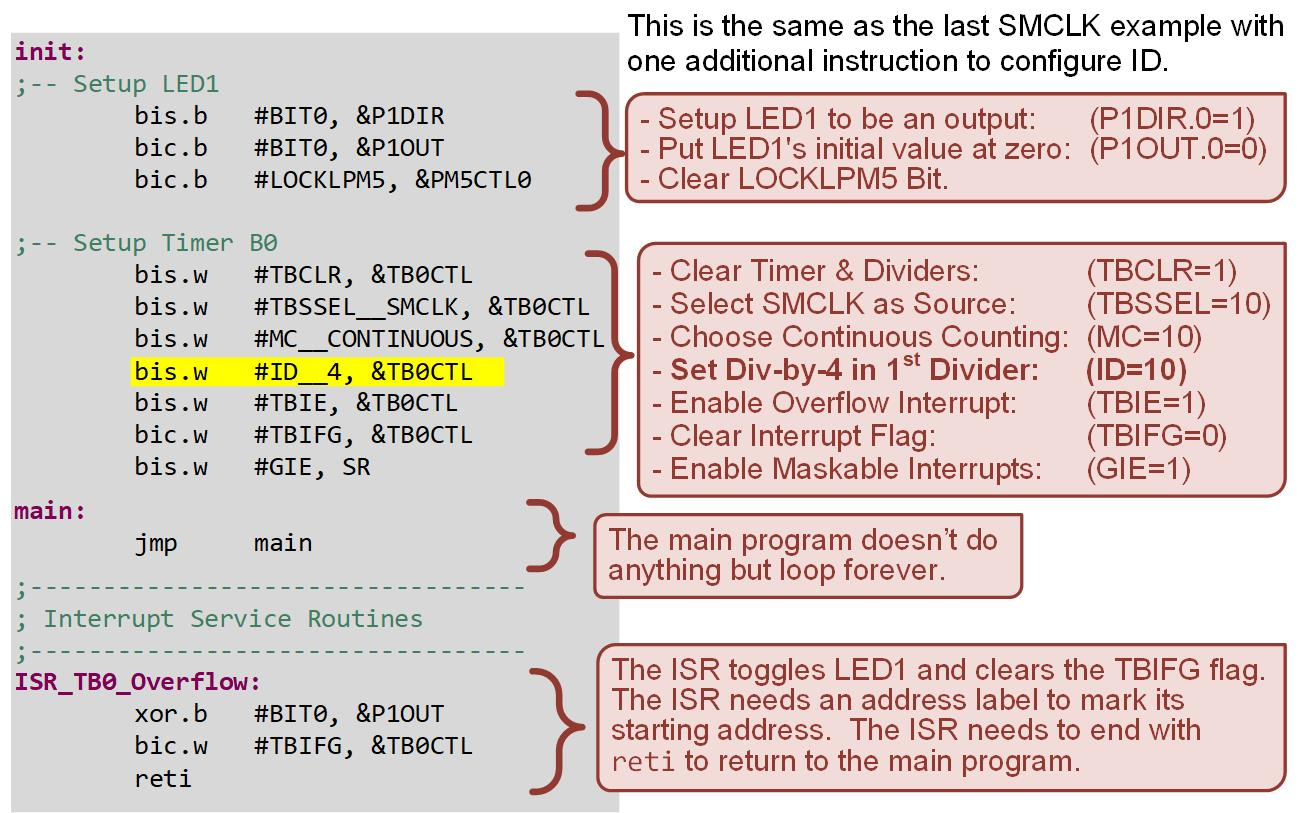 This is the same as the last SMCLK example with
one additional instruction to configure ID.
init:
;-- Setup LED1
bis.b #BIT0, &P1DIR
bic.b #BIT0, &P1OUT
bic.b #LOCKLPM5, &PM5CTL0
- Setup LED1 to be an output: (P1DIR.0=1)
- Put LED1's initial value at zero: (P1OUT.0=0)
- Clear LOCKLPM5 Bit.
;-- Setup Timer B0
bis.w #TBCLR, &TB0CTL
bis.w #TBSSEL__SMCLK, &TB0CTL
bis.w #MC__CONTINUOUS, &TB0CTL
bis.w #ID__4, &TB0CTL
bis.w #TBIE, &TB0CTL
bic.w #TBIFG, &TB0CTL
bis.w #GIE, SR
- Clear Timer & Dividers: (TBCLR=1)
- Select SMCLK as Source: (TBSSEL=10)
- Choose Continuous Counting: (MC=10)
- Set Div-by-4 in 1st Divider: (ID=10)
- Enable Overflow Interrupt: (TBIE=1)
- Clear Interrupt Flag: (TBIFG=0)
- Enable Maskable Interrupts: (GIE=1)
main:
jmp main
The main program doesn't do
anything but loop forever.
;----------------------------------
; Interrupt Service Routines
;----------------------------------
ISR_TB0_Overflow:
xor.b #BIT0, &P1OUT
bic.w #TBIFG, &TB0CTL
reti
The ISR toggles LED1 and clears the TBIFG flag.
The ISR needs an address label to mark its
starting address. The ISR needs to end with
reti to return to the main program.